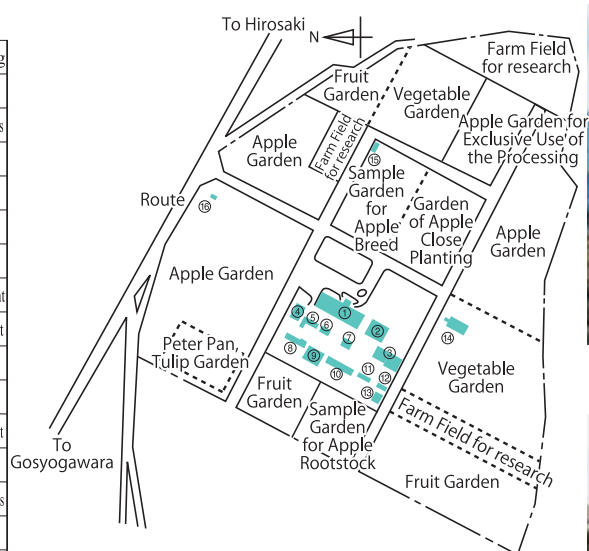 To Hirosaki
N
Farm Field
for research
Fruit
Garden
Vegetable
Garden
Apple Garden for
Exclusive Use of
the Processing
Apple
Garden
Farm Field
for research
⑮
Sample
Garden
for
Apple
Breed
Garden
of Apple
Close
Planting
Route
⑯
Apple
Garden
Apple Garden
①
④
⑤
⑥
②
⑦
③
⑭
⑧
⑨
⑩
⑪
⑫
⑬
Peter Pan,
Tulip Garden
Vegetable
Garden
Fruit
Garden
Sample
Garden
for Apple
Rootstock
Farm Field for research
Fruit Garden
To
Gosyogawara